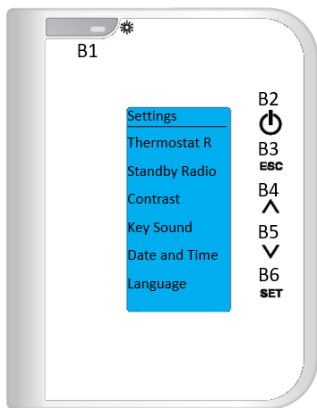 B1
B2
B3
ESC
B4
B5
B6
SET
Settings
Thermostat R
Standby Radio
Contrast
Key Sound
Date and Time
Language